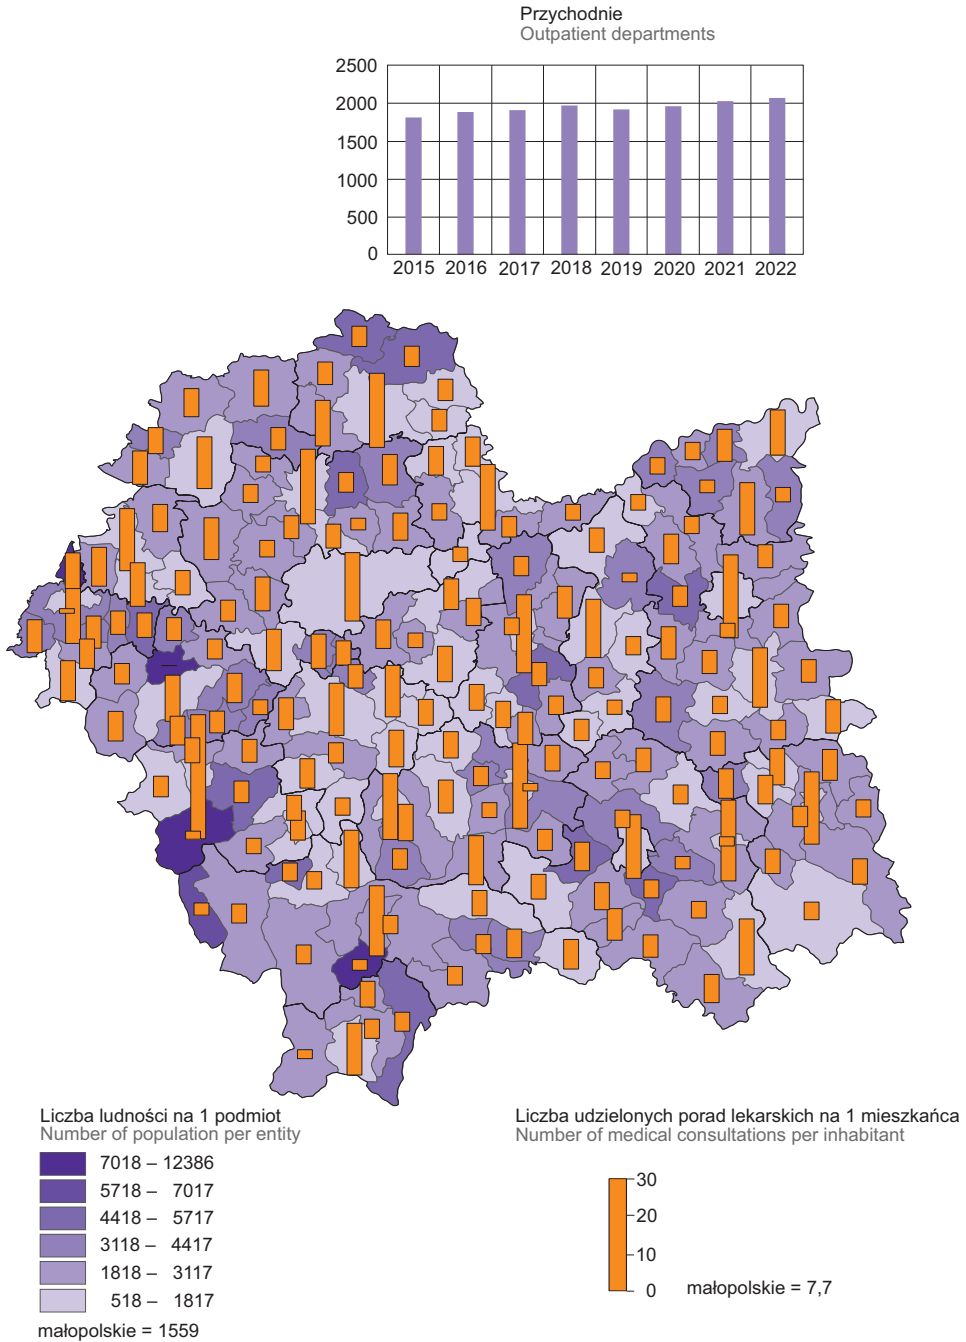 Przychodnie
Outpatient departments
2500
2000
1500
1000
500
0
2015 2016 2017 2018 2019 2020 2021 2022
Liczba ludności na 1 podmiot
Number of population per entity
7018 – 12386
5718 – 7017
4418 – 5717
3118 – 4417
1818 – 3117
518 – 1817
małopolskie = 1559
Liczba udzielonych porad lekarskich na 1 mieszkańca
Number of medical consultations per inhabitant
30
20
10
0
małopolskie = 7,7